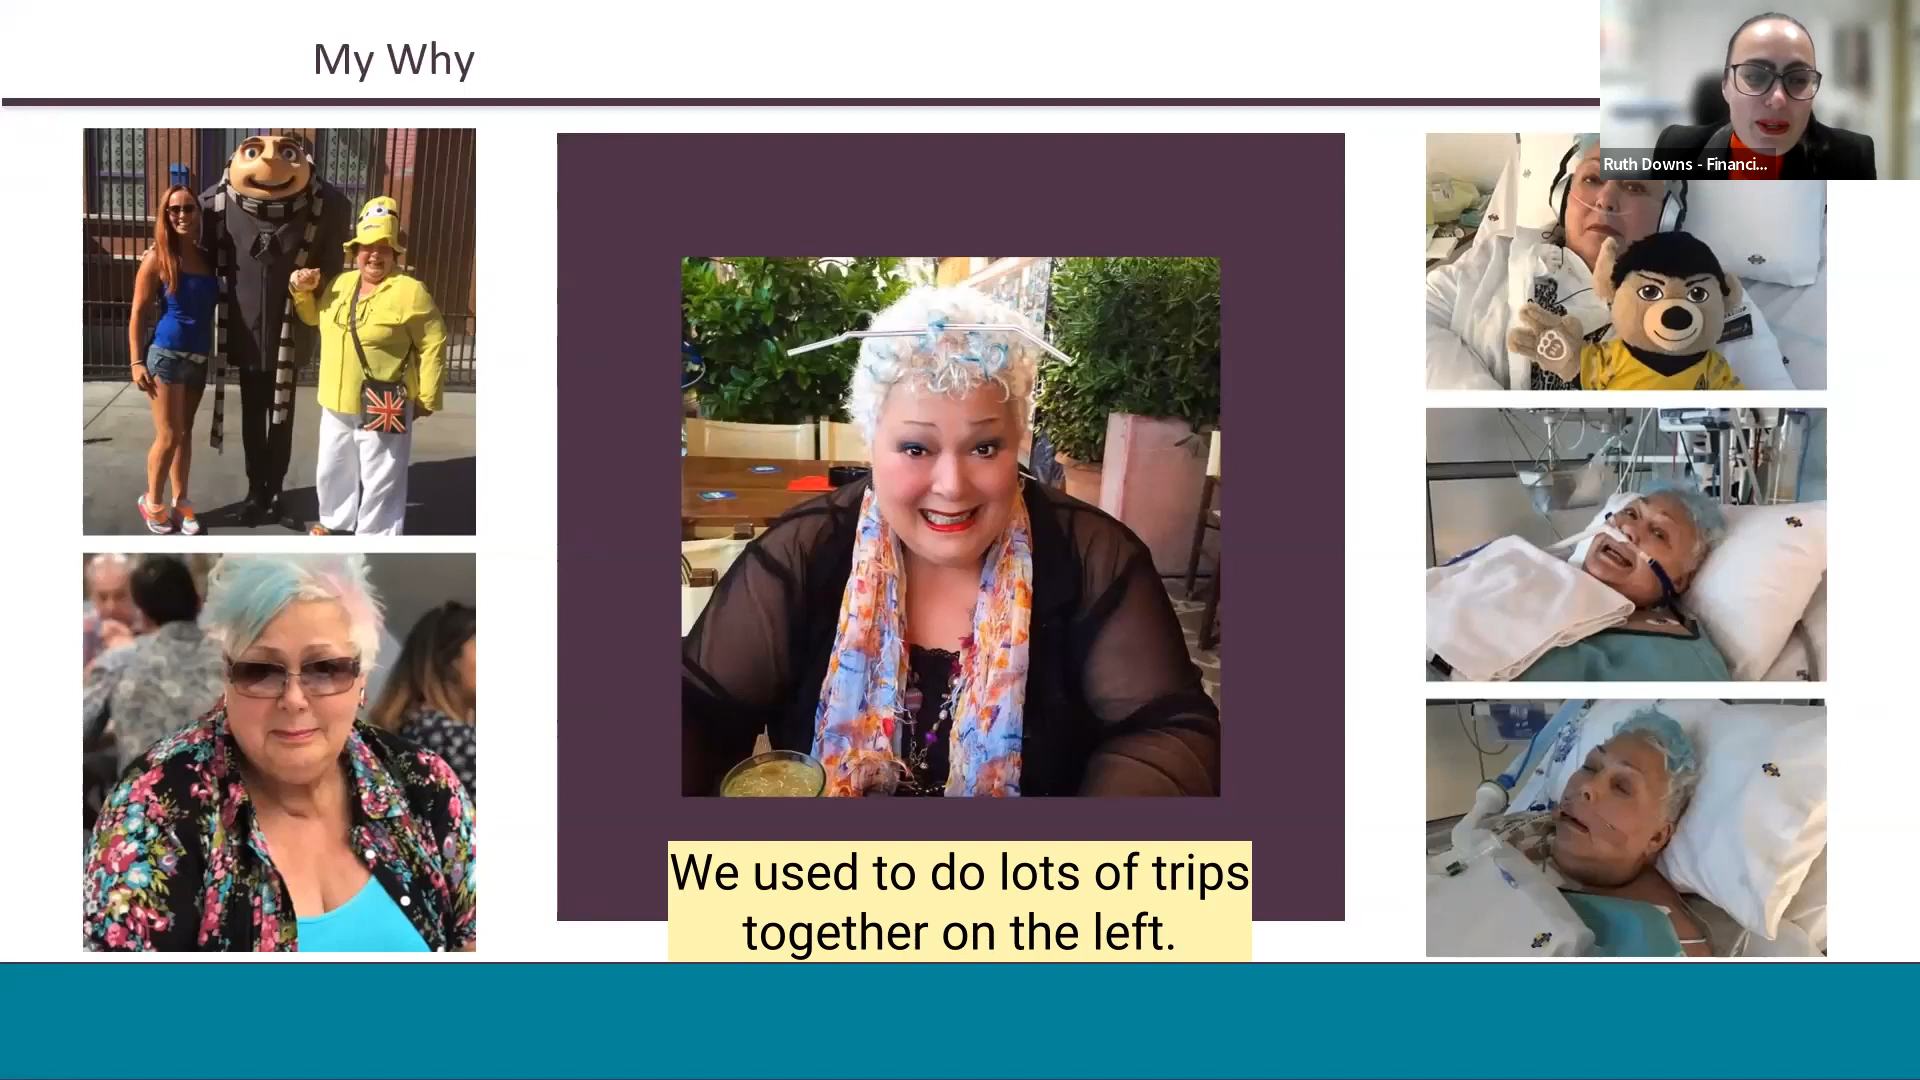 My Why
Ruth Downs - Financi...
We used to do lots of trips
together on the left.